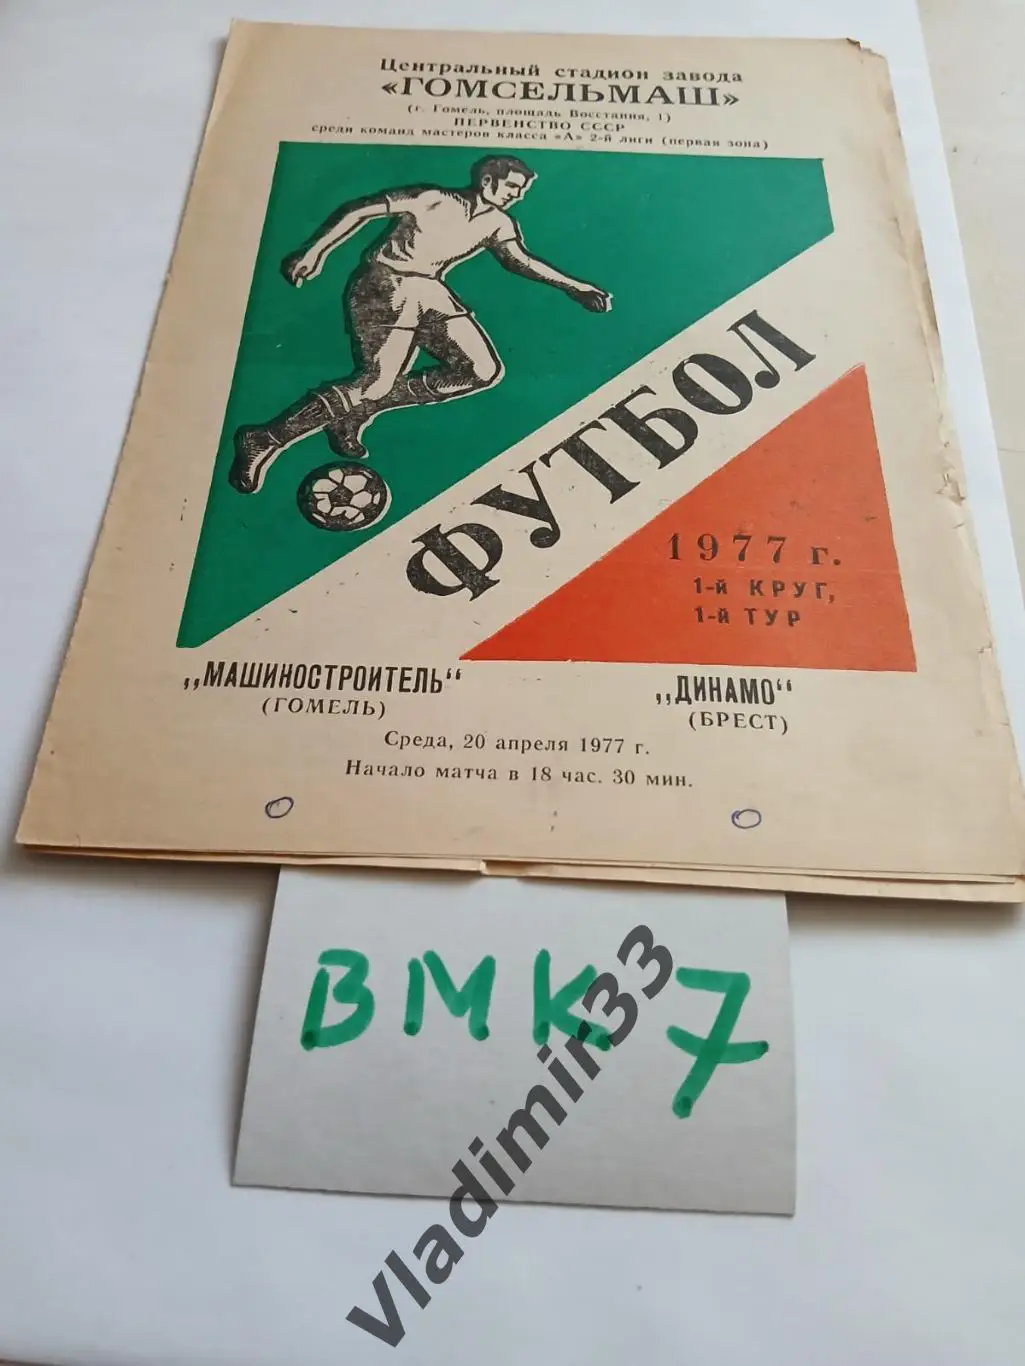 Центральный стадион завода
«ГОМСЕЛЬМАШ»
(г. Гомель, площадь Восстания, 1)
ПЕРВЕНСТВО СССР
среди команд мастеров класса «А» 2-й лиги (первая зона)
ФУТБОЛ
1977 г.
1-й КРУГ,
1-й ТУР
„МАШИНОСТРОИТЕЛЬ“
(ГОМЕЛЬ)
„ДИНАМО“
(БРЕСТ)
Среда, 20 апреля 1977 г.
Начало матча в 18 час. 30 мин.
0 0
ВМК 7
Vladimir33